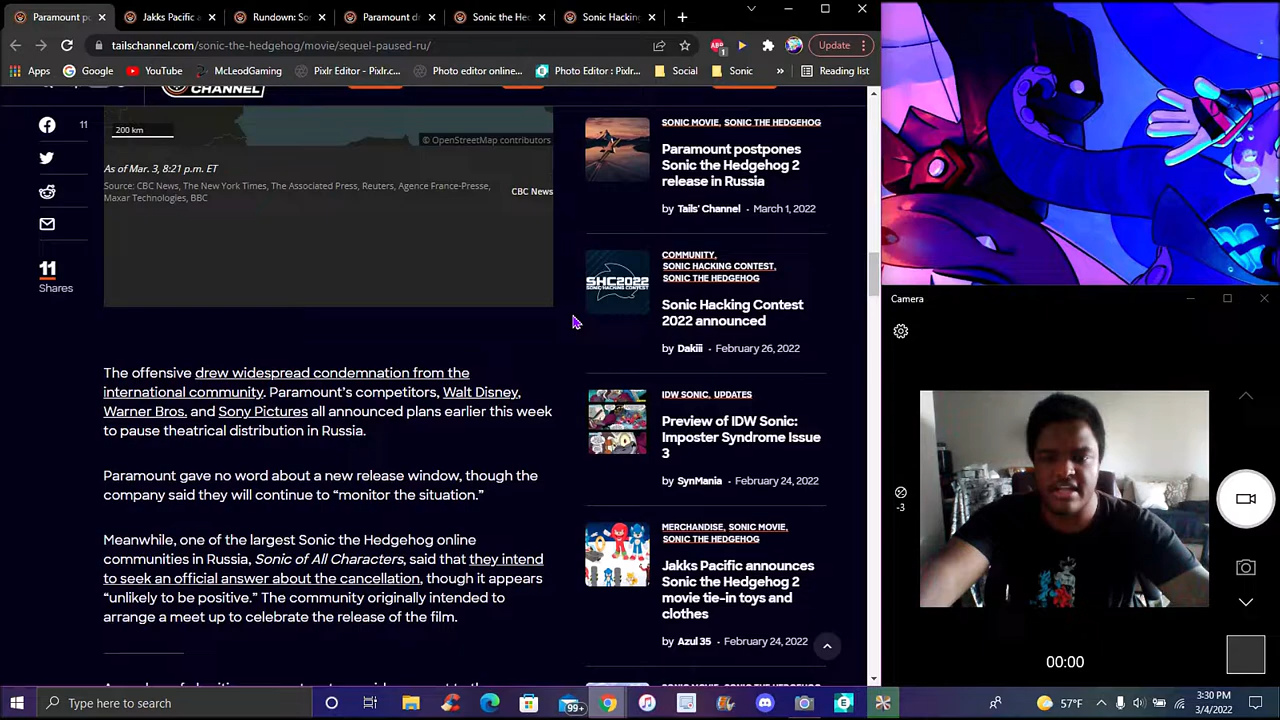 Paramount p
Jakks Pacific a
Rundown: So
Paramount d
Sonic the He
Sonic Hacking
tailschannel.com/sonic-the-hedgehog/movie/sequel-paused-ru/
1
Update
Apps
Google
YouTube
McLeodGaming
Pixlr Editor - Pixlr.c...
Photo editor online...
Photo Editor : Pixlr...
Social
Sonic
»
Reading list
CHANNEL
200 km
© OpenStreetMap contributors
As of Mar. 3, 8:21 p.m. ET
Source: CBC News, The New York Times, The Associated Press, Reuters, Agence France-Presse,
Maxar Technologies, BBC
CBC News
11
11
Shares
The offensive drew widespread condemnation from the
international community. Paramount's competitors, Walt Disney,
Warner Bros. and Sony Pictures all announced plans earlier this week
to pause theatrical distribution in Russia.
Paramount gave no word about a new release window, though the
company said they will continue to “monitor the situation.”
Meanwhile, one of the largest Sonic the Hedgehog online
communities in Russia, Sonic of All Characters, said that they intend
to seek an official answer about the cancellation, though it appears
“unlikely to be positive.” The community originally intended to
arrange a meet up to celebrate the release of the film.
SONIC MOVIE, SONIC THE HEDGEHOG
Paramount postpones
Sonic the Hedgehog 2
release in Russia
by Tails' Channel • March 1, 2022
SHC2022
SONIC HACKING CONTEST
COMMUNITY,
SONIC HACKING CONTEST,
SONIC THE HEDGEHOG
Sonic Hacking Contest
2022 announced
by Dakiii • February 26, 2022
IDW SONIC, UPDATES
Preview of IDW Sonic:
Imposter Syndrome Issue
3
by SynMania • February 24, 2022
MERCHANDISE, SONIC MOVIE,
SONIC THE HEDGEHOG
Jakks Pacific announces
Sonic the Hedgehog 2
movie tie-in toys and
clothes
by Azul 35 • February 24, 2022
Camera
-3
00:00
Type here to search
99+
57°F
3:30 PM
3/4/2022